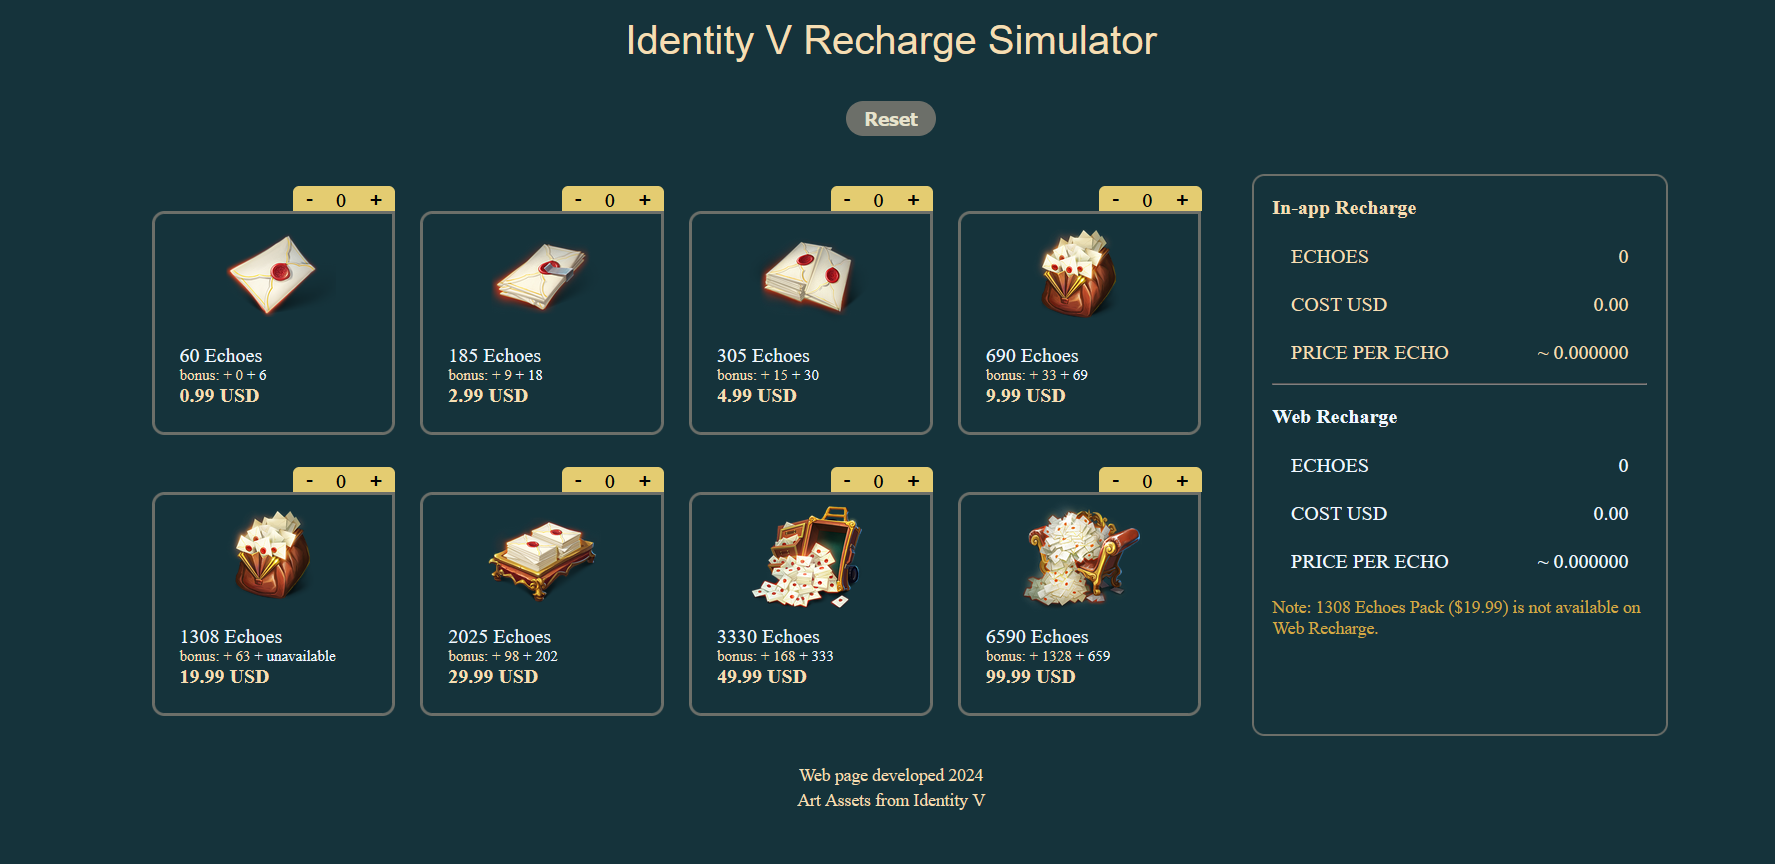 Identity V Recharge Simulator
Reset
- 0 +
60 Echoes
bonus: + 0 + 6
0.99 USD
- 0 +
185 Echoes
bonus: + 9 + 18
2.99 USD
- 0 +
305 Echoes
bonus: + 15 + 30
4.99 USD
- 0 +
690 Echoes
bonus: + 33 + 69
9.99 USD
- 0 +
1308 Echoes
bonus: + 63 + unavailable
19.99 USD
- 0 +
2025 Echoes
bonus: + 98 + 202
29.99 USD
- 0 +
3330 Echoes
bonus: + 168 + 333
49.99 USD
- 0 +
6590 Echoes
bonus: + 1328 + 659
99.99 USD
In-app Recharge
ECHOES 0
COST USD 0.00
PRICE PER ECHO ~ 0.000000
Web Recharge
ECHOES 0
COST USD 0.00
PRICE PER ECHO ~ 0.000000
Note: 1308 Echoes Pack ($19.99) is not available on
Web Recharge.
Web page developed 2024
Art Assets from Identity V